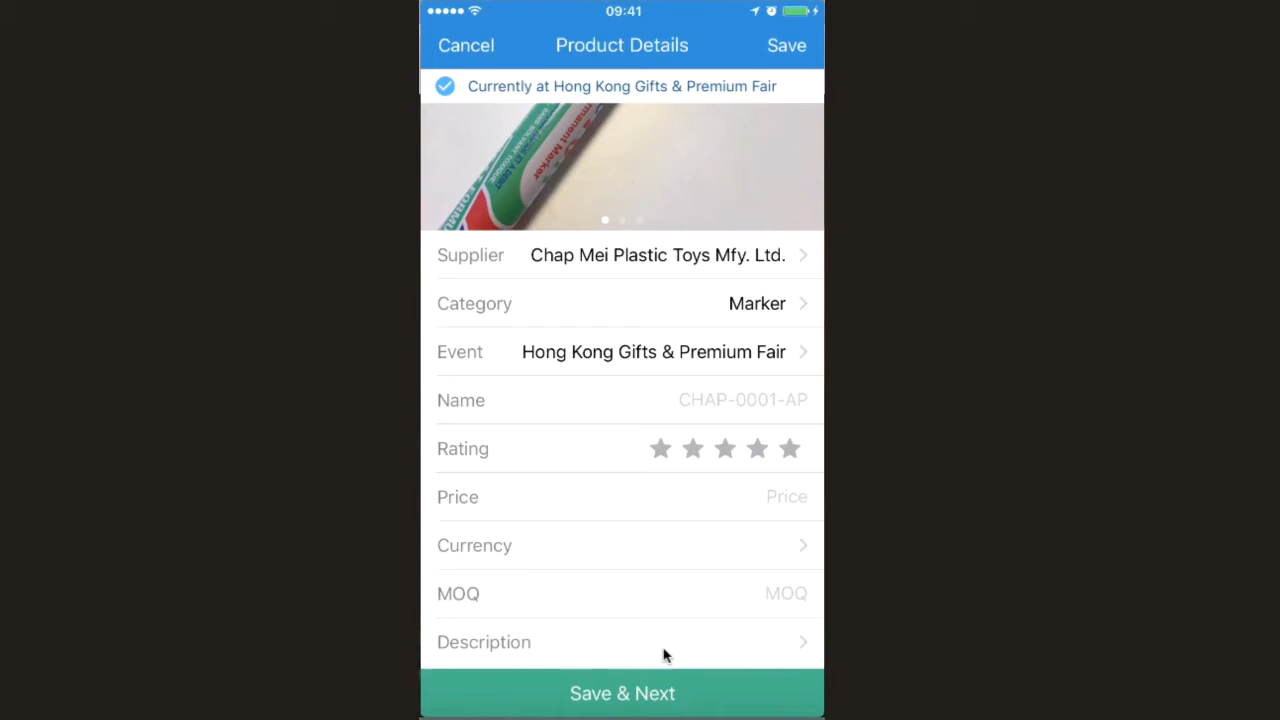 09:41
Cancel Product Details Save
Currently at Hong Kong Gifts & Premium Fair
Permanent Marker
Supplier Chap Mei Plastic Toys Mfy. Ltd.
Category Marker
Event Hong Kong Gifts & Premium Fair
Name CHAP-0001-AP
Rating
Price Price
Currency
MOQ MOQ
Description
Save & Next